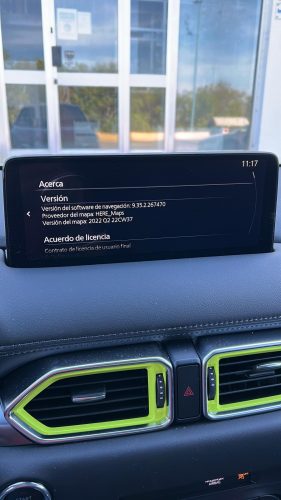 11:17
Acerca
Versión
Versión del software de navegación: 9.35.2.267470
Proveedor del mapa: HERE_Maps
Versión del mapa: 2022 Q2 22CW37
Acuerdo de licencia
Contrato de licencia de usuario final